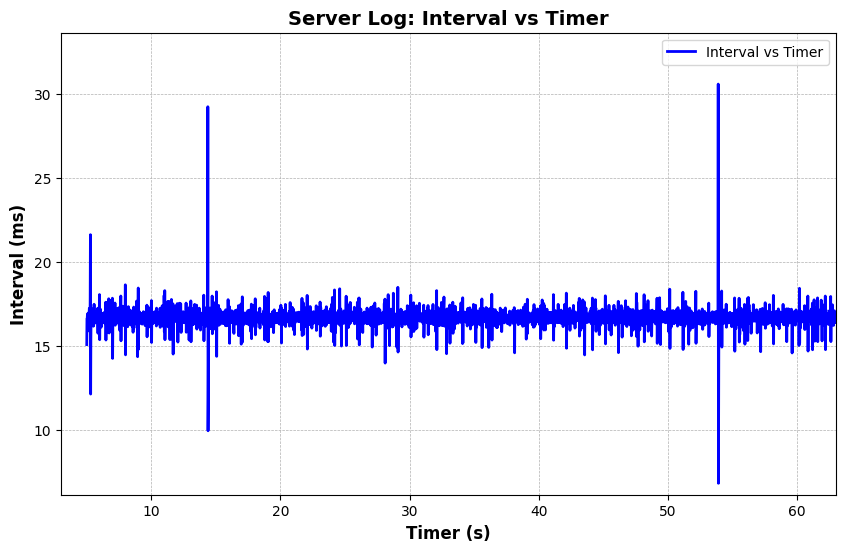 Server Log: Interval vs Timer
Interval vs Timer
30
25
20
15
10
Interval (ms)
10 20 30 40 50 60
Timer (s)